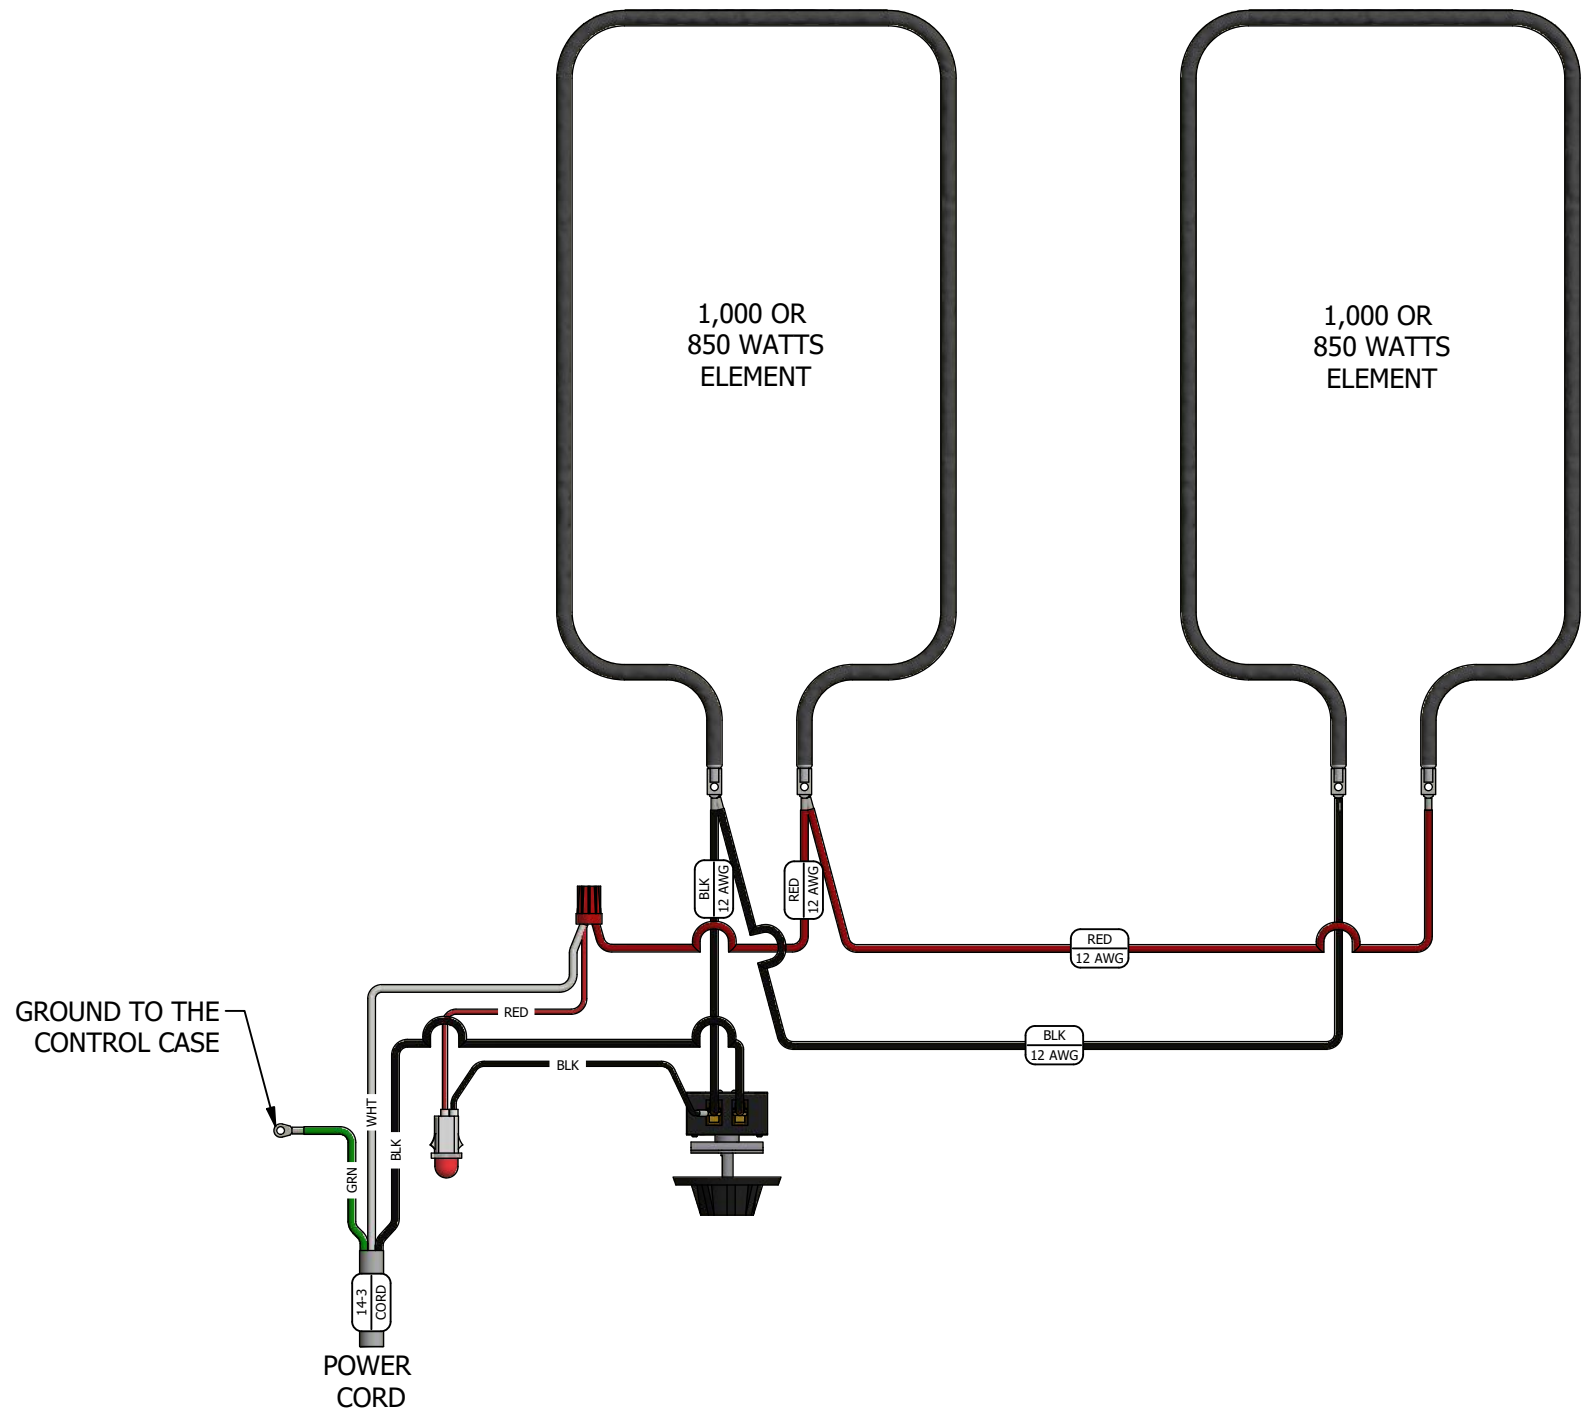 1,000 OR
850 WATTS
ELEMENT
1,000 OR
850 WATTS
ELEMENT
BLK
12 AWG
RED
12 AWG
RED
12 AWG
RED
GROUND TO THE
CONTROL CASE
BLK
12 AWG
BLK
WHT
BLK
GRN
14-3
CORD
POWER
CORD